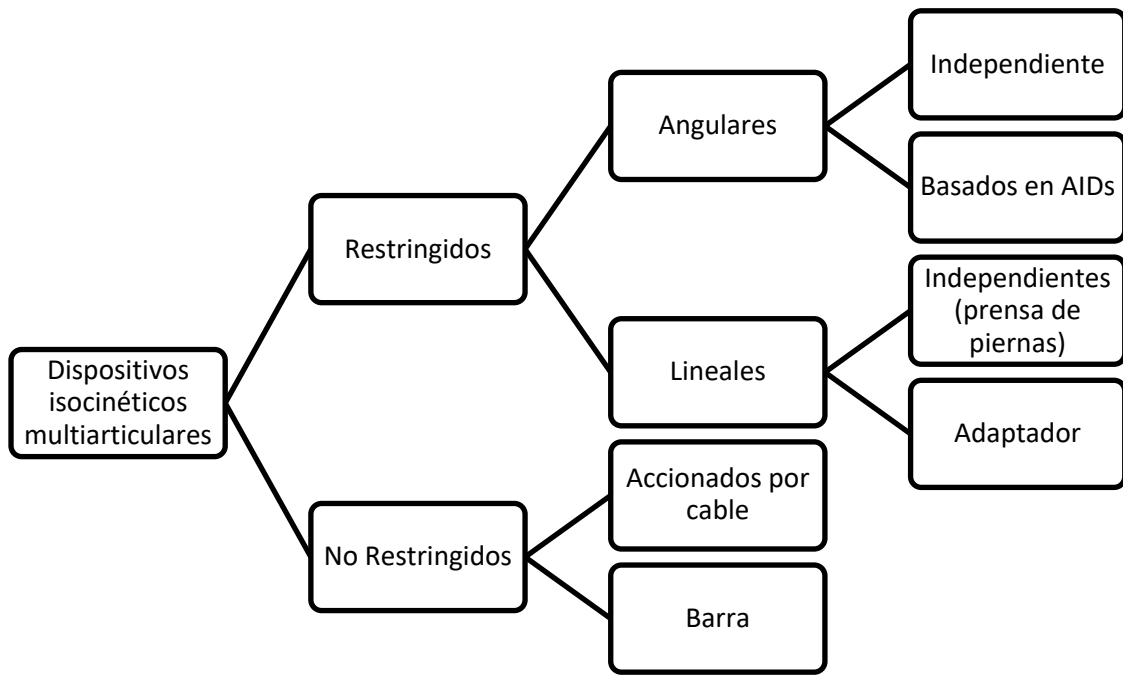 Dispositivos
isocinéticos
multiarticulares
Restringidos
Angulares
Independiente
Basados en AIDs
Lineales
Independientes
(prensa de
piernas)
Adaptador
No Restringidos
Accionados por
cable
Barra